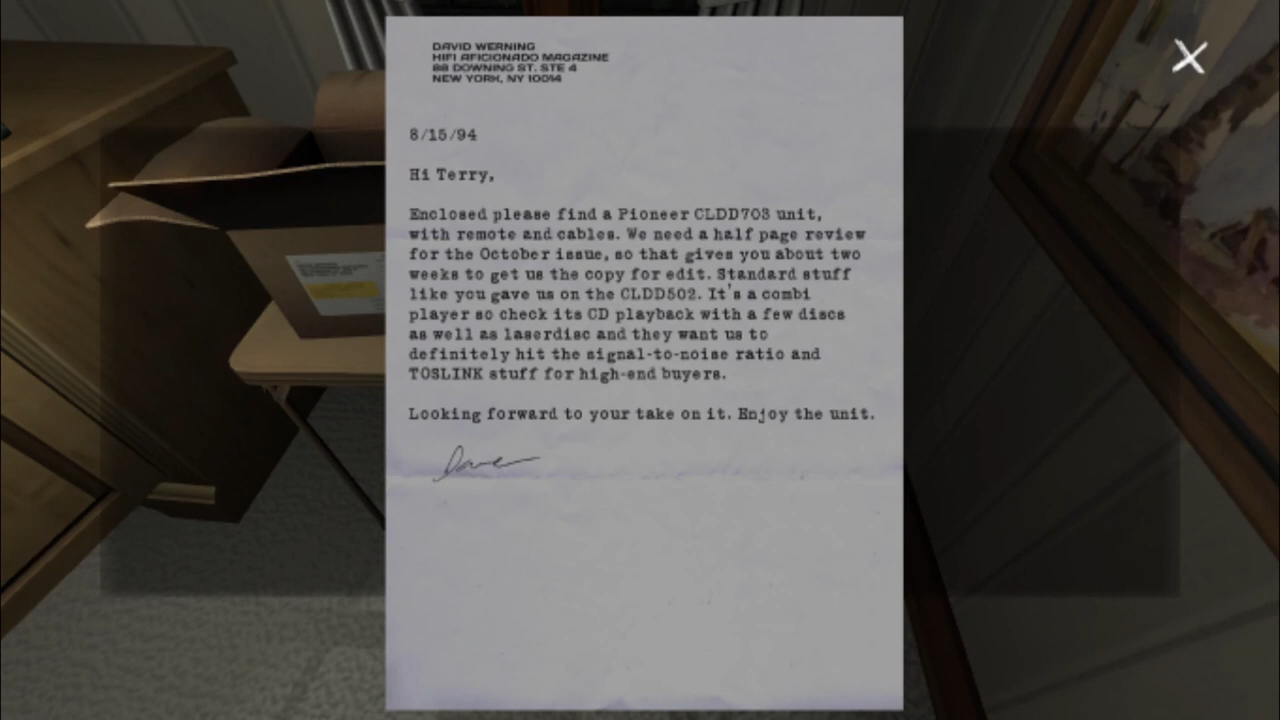 DAVID WERNING
HIFI AFICIONADO MAGAZINE
88 DOWNING ST. STE 4
NEW YORK, NY 10014
8/15/94
Hi Terry,
Enclosed please find a Pioneer CLDD703 unit,
with remote and cables. We need a half page review
for the October issue, so that gives you about two
weeks to get us the copy for edit. Standard stuff
like you gave us on the CLDD502. It's a combi
player so check its CD playback with a few discs
as well as laserdisc and they want us to
definitely hit the signal-to-noise ratio and
TOSLINK stuff for high-end buyers.
Looking forward to your take on it. Enjoy the unit.
Dave